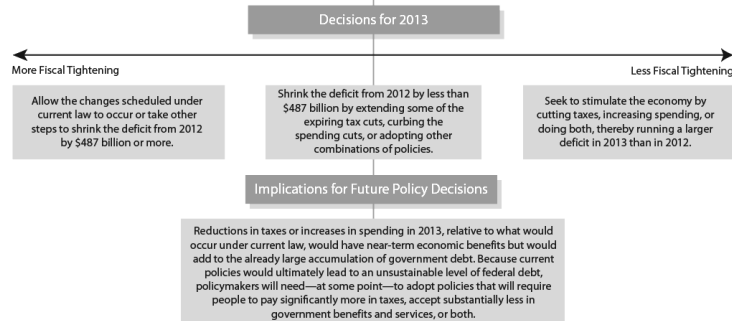 Decisions for 2013
More Fiscal Tightening
Less Fiscal Tightening
Allow the changes scheduled under
current law to occur or take other
steps to shrink the deficit from 2012
by $487 billion or more.
Shrink the deficit from 2012 by less than
$487 billion by extending some of the
expiring tax cuts, curbing the
spending cuts, or adopting other
combinations of policies.
Seek to stimulate the economy by
cutting taxes, increasing spending, or
doing both, thereby running a larger
deficit in 2013 than in 2012.
Implications for Future Policy Decisions
Reductions in taxes or increases in spending in 2013, relative to what would
occur under current law, would have near-term economic benefits but would
add to the already large accumulation of government debt. Because current
policies would ultimately lead to an unsustainable level of federal debt,
policymakers will need—at some point—to adopt policies that will require
people to pay significantly more in taxes, accept substantially less in
government benefits and services, or both.